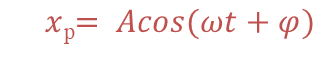 xₚ= Acos(ωt + φ)